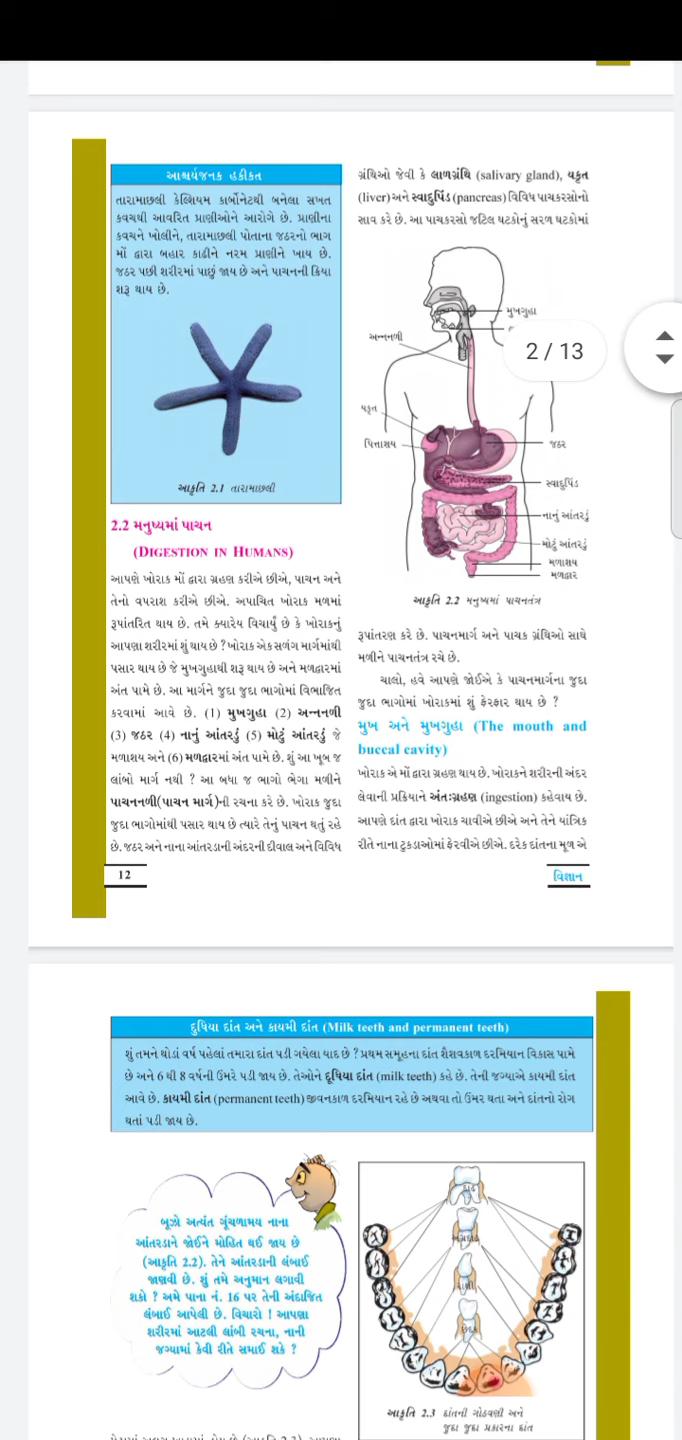 આશ્ચર્યજનક હકીકત
તારામાછલી કેલ્શિયમ કાર્બોનેટથી બનેલા સખત
કવચથી આવરિત પ્રાણીઓને આરોગે છે. પ્રાણીના
કવચને ખોલીને, તારામાછલી પોતાના જઠરનો ભાગ
મોં દ્વારા બહાર કાઢીને નરમ પ્રાણીને ખાય છે.
જઠર પછી શરીરમાં પાછું જાય છે અને પાચનની ક્રિયા
શરૂ થાય છે.
આકૃતિ 2.1 તારામાછલી
2.2 મનુષ્યમાં પાચન
(DIGESTION IN HUMANS)
આપણે ખોરાક મોં દ્વારા ગ્રહણ કરીએ છીએ, પાચન અને
તેનો વપરાશ કરીએ છીએ. અપાચિત ખોરાક મળમાં
રૂપાંતરિત થાય છે. તમે ક્યારેય વિચાર્યું છે કે ખોરાકનું
આપણા શરીરમાં શું થાય છે ? ખોરાક એક સળંગ માર્ગમાંથી
પસાર થાય છે જે મુખગુહાથી શરૂ થાય છે અને મળદ્વારમાં
અંત પામે છે. આ માર્ગને જુદા જુદા ભાગોમાં વિભાજિત
કરવામાં આવે છે. (1) મુખગુહા (2) અન્નનળી
(3) જઠર (4) નાનું આંતરડું (5) મોટું આંતરડું જે
મળાશય અને (6) મળદ્વારમાં અંત પામે છે. શું આ ખૂબ જ
લાંબો માર્ગ નથી ? આ બધા જ ભાગો ભેગા મળીને
પાચનનળી(પાચન માર્ગ)ની રચના કરે છે. ખોરાક જુદા
જુદા ભાગોમાંથી પસાર થાય છે ત્યારે તેનું પાચન થતું રહે
છે. જઠર અને નાના આંતરડાની અંદરની દીવાલ અને વિવિધ
ગ્રંથિઓ જેવી કે લાળગ્રંથિ (salivary gland), યકૃત
(liver) અને સ્વાદુપિંડ (pancreas) વિવિધ પાચકરસોનો
સ્રાવ કરે છે. આ પાચકરસો જટિલ ઘટકોનું સરળ ઘટકોમાં
મુખગુહા
અન્નનળી
2 / 13
યકૃત
પિત્તાશય
જઠર
સ્વાદુપિંડ
નાનું આંતરડું
મોટું આંતરડું
મળાશય
મળદ્વાર
આકૃતિ 2.2 મનુષ્યમાં પાચનતંત્ર
રૂપાંતરણ કરે છે. પાચનમાર્ગ અને પાચક ગ્રંથિઓ સાથે
મળીને પાચનતંત્ર રચે છે.
ચાલો, હવે આપણે જોઈએ કે પાચનમાર્ગના જુદા
જુદા ભાગોમાં ખોરાકમાં શું ફેરફાર થાય છે ?
મુખ અને મુખગુહા (The mouth and
buccal cavity)
ખોરાક એ મોં દ્વારા ગ્રહણ થાય છે. ખોરાકને શરીરની અંદર
લેવાની પ્રક્રિયાને અંતઃગ્રહણ (ingestion) કહેવાય છે.
આપણે દાંત દ્વારા ખોરાક ચાવીએ છીએ અને તેને યાંત્રિક
રીતે નાના ટુકડાઓમાં ફેરવીએ છીએ. દરેક દાંતના મૂળ એ
12
વિજ્ઞાન
દુધિયા દાંત અને કાયમી દાંત (Milk teeth and permanent teeth)
શું તમને થોડાં વર્ષ પહેલાં તમારા દાંત પડી ગયેલા યાદ છે ? પ્રથમ સમૂહના દાંત શૈશવકાળ દરમિયાન વિકાસ પામે
છે અને 6 થી 8 વર્ષની ઉંમરે પડી જાય છે. તેઓને દૂધિયા દાંત (milk teeth) કહે છે. તેની જગ્યાએ કાયમી દાંત
આવે છે. કાયમી દાંત (permanent teeth) જીવનકાળ દરમિયાન રહે છે અથવા તો ઉંમર થતા અને દાંતનો રોગ
થતાં પડી જાય છે.
બૂઝો અત્યંત ગૂંચળામય નાના
આંતરડાને જોઈને મોહિત થઈ જાય છે
(આકૃતિ 2.2). તેને આંતરડાની લંબાઈ
જાણવી છે. શું તમે અનુમાન લગાવી
શકો ? અમે પાના નં. 16 પર તેની અંદાજિત
લંબાઈ આપેલી છે. વિચારો ! આપણા
શરીરમાં આટલી લાંબી રચના, નાની
જગ્યામાં કેવી રીતે સમાઈ શકે ?
દાઢ
આકૃતિ 2.3 દાંતની ગોઠવણી અને
જુદા જુદા પ્રકારના દાંત